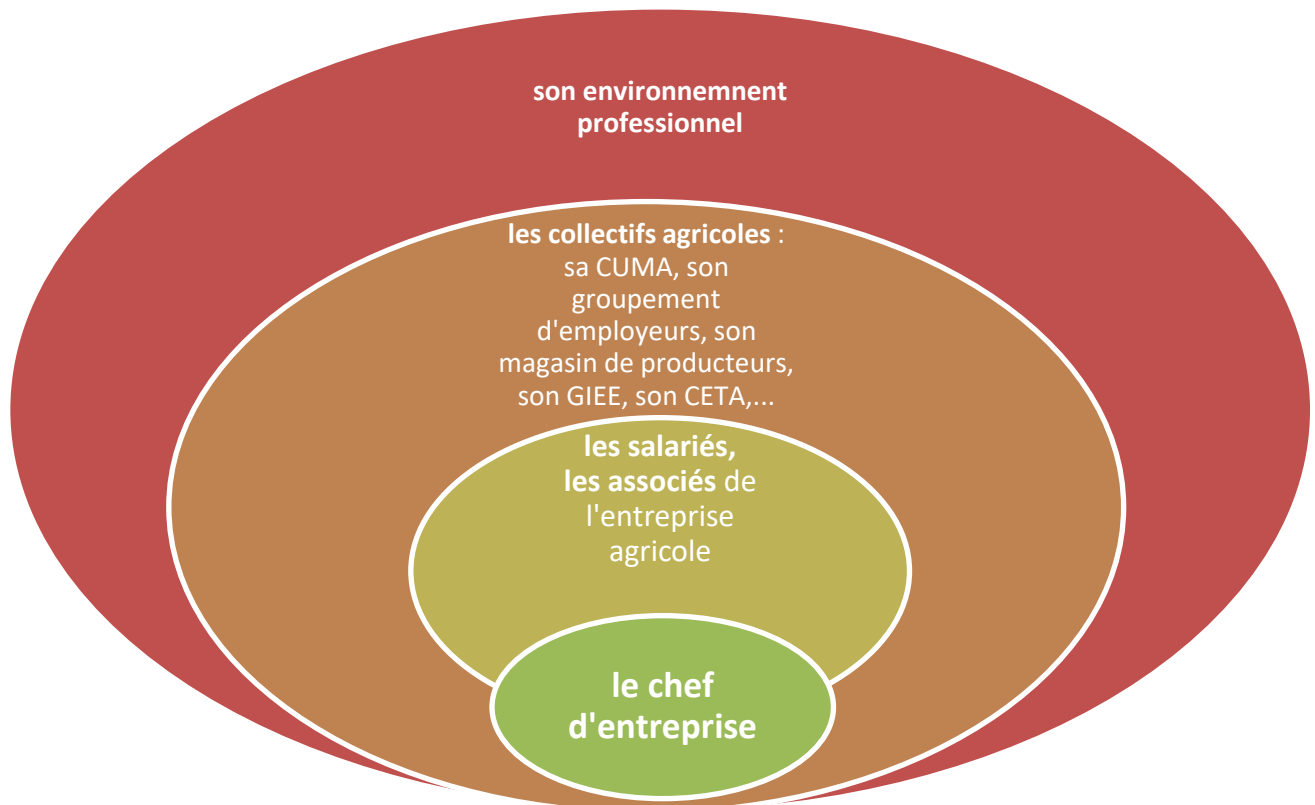 son environnemnent
professionnel
les collectifs agricoles :
sa CUMA, son
groupement
d'employeurs, son
magasin de producteurs,
son GIEE, son CETA,...
les salariés,
les associés de
l'entreprise
agricole
le chef
d'entreprise